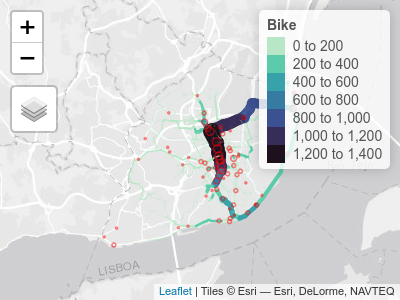 +
−
Bike
0 to 200
200 to 400
400 to 600
600 to 800
800 to 1,000
1,000 to 1,200
1,200 to 1,400
LISBOA
Leaflet | Tiles © Esri — Esri, DeLorme, NAVTEQ